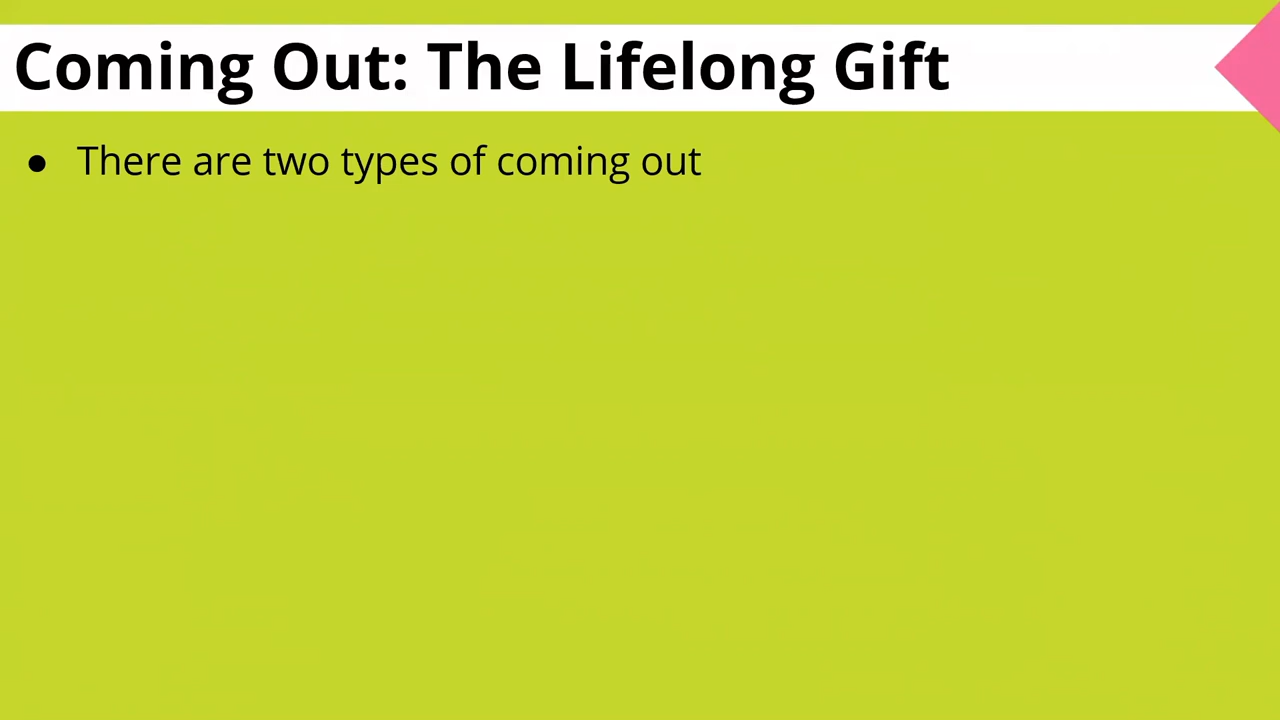 Coming Out: The Lifelong Gift
● There are two types of coming out